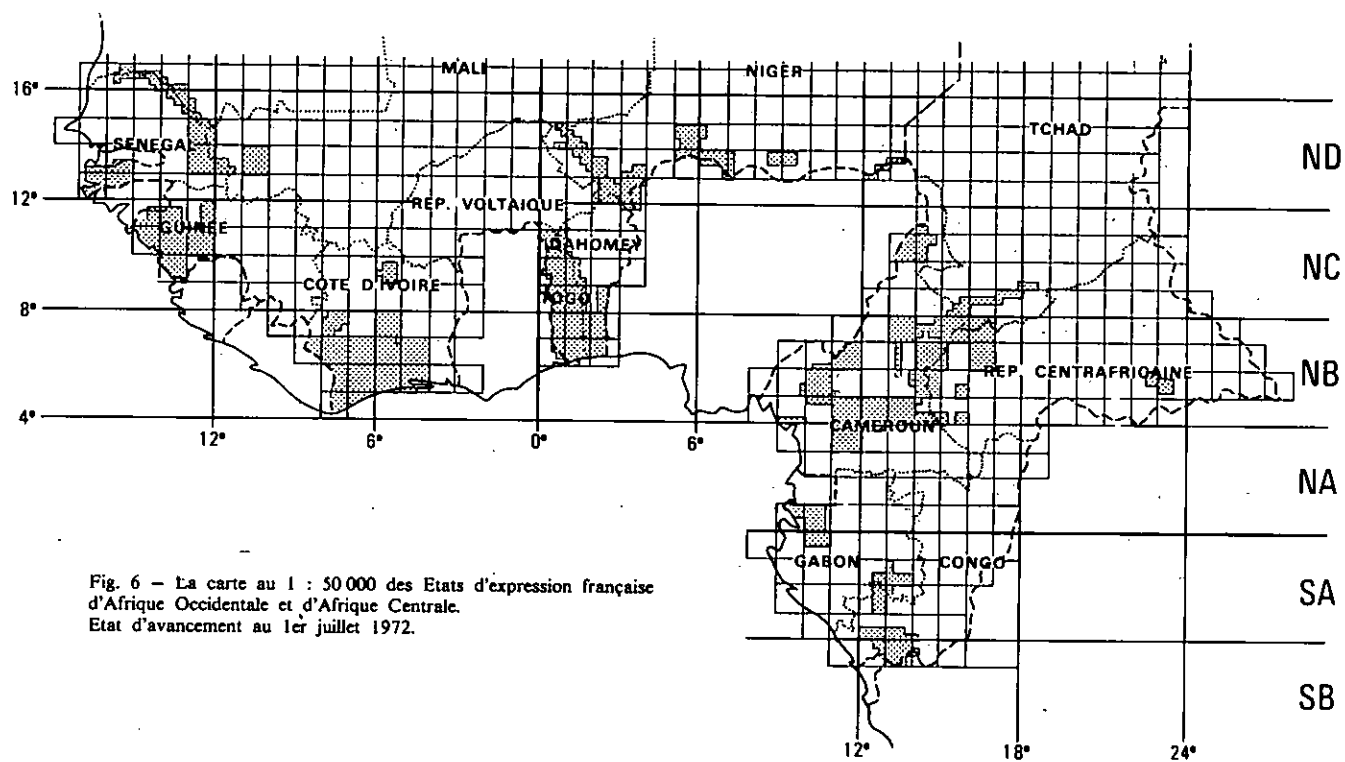 MALI
NIGER
16°
TCHAD
SENEGAL
ND
12°
REP. VOLTAIQUE
GUINEE
DAHOMEY
NC
COTE D'IVOIRE
TOGO
8°
REP. CENTRAFRICAINE
NB
4°
CAMEROUN
12°
6°
0°
6°
NA
GABON
CONGO
SA
Fig. 6 – La carte au 1 : 50 000 des Etats d'expression française
d'Afrique Occidentale et d'Afrique Centrale.
Etat d'avancement au 1er juillet 1972.
SB
12°
18°
24°